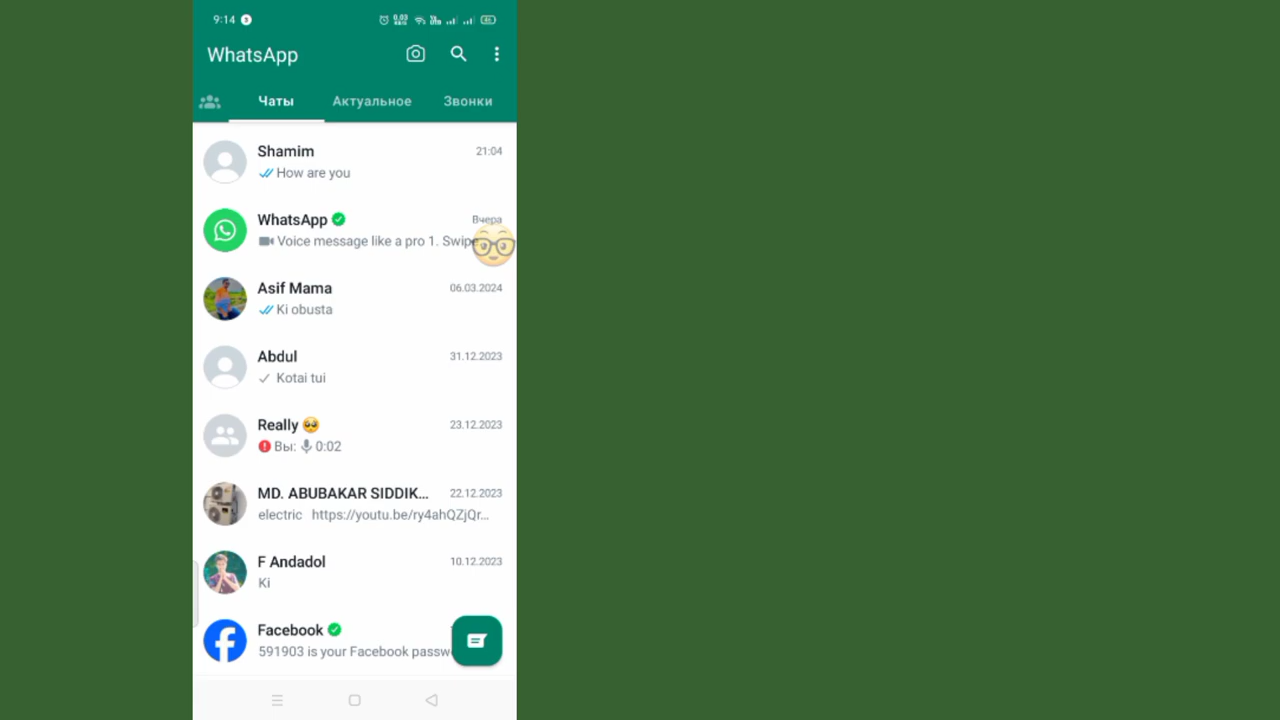 9:14
WhatsApp
Чаты Актуальное Звонки
Shamim 21:04
How are you
WhatsApp Вчера
Voice message like a pro 1. Swipe
Asif Mama 06.03.2024
Ki obusta
Abdul 31.12.2023
Kotai tui
Really 🥺 23.12.2023
Вы: 0:02
MD. ABUBAKAR SIDDIK... 22.12.2023
electric https://youtu.be/ry4ahQZjQr...
F Andadol 10.12.2023
Ki
Facebook
591903 is your Facebook passw